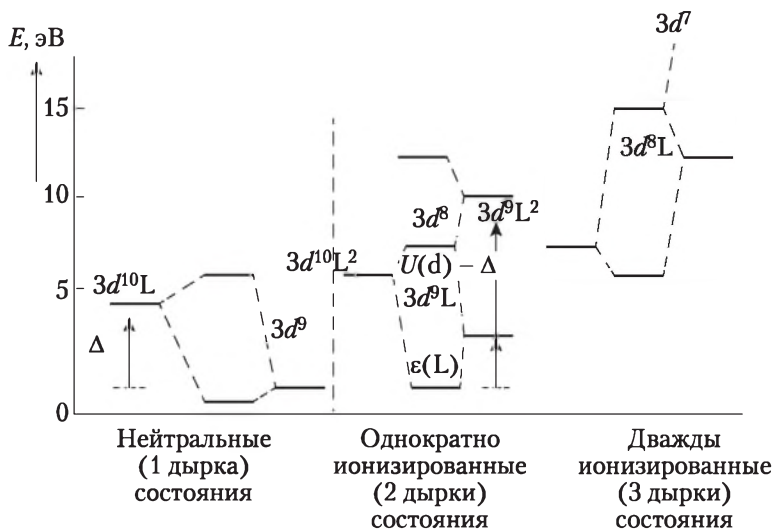 3d⁷
E, эВ
15
3d⁸L
10
3d⁸
3d⁹L²
3d¹⁰L²
U(d) – Δ
3d¹⁰L
5
3d⁹L
3d⁹
Δ
ε(L)
0
Нейтральные
(1 дырка)
состояния
Однократно
ионизированные
(2 дырки)
состояния
Дважды
ионизированные
(3 дырки)
состояния